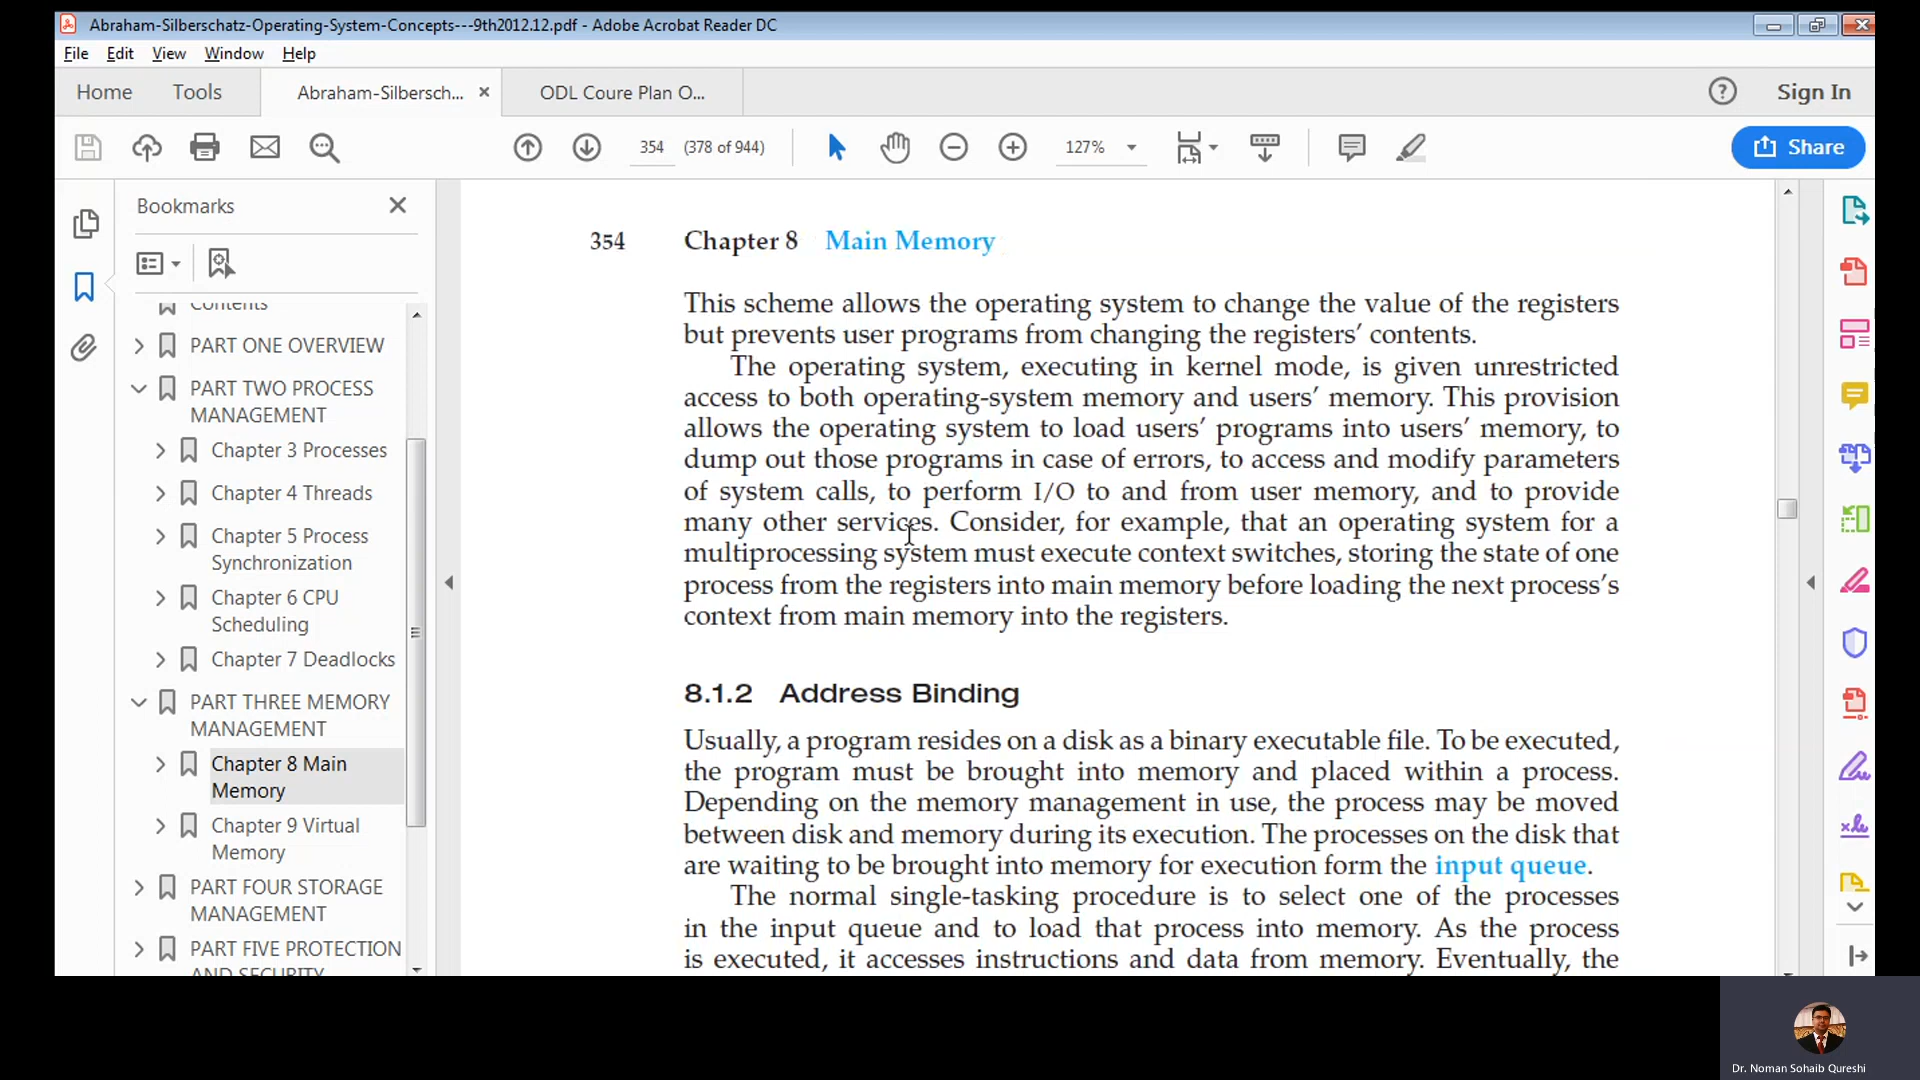 Abraham-Silberschatz-Operating-System-Concepts---9th2012.12.pdf - Adobe Acrobat Reader DC
File Edit View Window Help
Home Tools Abraham-Silbersch... ODL Coure Plan O... Sign In
354 (378 of 944) 127% Share
Bookmarks
Contents
PART ONE OVERVIEW
PART TWO PROCESS
MANAGEMENT
Chapter 3 Processes
Chapter 4 Threads
Chapter 5 Process
Synchronization
Chapter 6 CPU
Scheduling
Chapter 7 Deadlocks
PART THREE MEMORY
MANAGEMENT
Chapter 8 Main
Memory
Chapter 9 Virtual
Memory
PART FOUR STORAGE
MANAGEMENT
PART FIVE PROTECTION
AND SECURITY
354 Chapter 8 Main Memory
This scheme allows the operating system to change the value of the registers
but prevents user programs from changing the registers’ contents.
The operating system, executing in kernel mode, is given unrestricted
access to both operating-system memory and users’ memory. This provision
allows the operating system to load users’ programs into users’ memory, to
dump out those programs in case of errors, to access and modify parameters
of system calls, to perform I/O to and from user memory, and to provide
many other services. Consider, for example, that an operating system for a
multiprocessing system must execute context switches, storing the state of one
process from the registers into main memory before loading the next process’s
context from main memory into the registers.
8.1.2 Address Binding
Usually, a program resides on a disk as a binary executable file. To be executed,
the program must be brought into memory and placed within a process.
Depending on the memory management in use, the process may be moved
between disk and memory during its execution. The processes on the disk that
are waiting to be brought into memory for execution form the input queue.
The normal single-tasking procedure is to select one of the processes
in the input queue and to load that process into memory. As the process
is executed, it accesses instructions and data from memory. Eventually, the
Dr. Noman Sohaib Qureshi